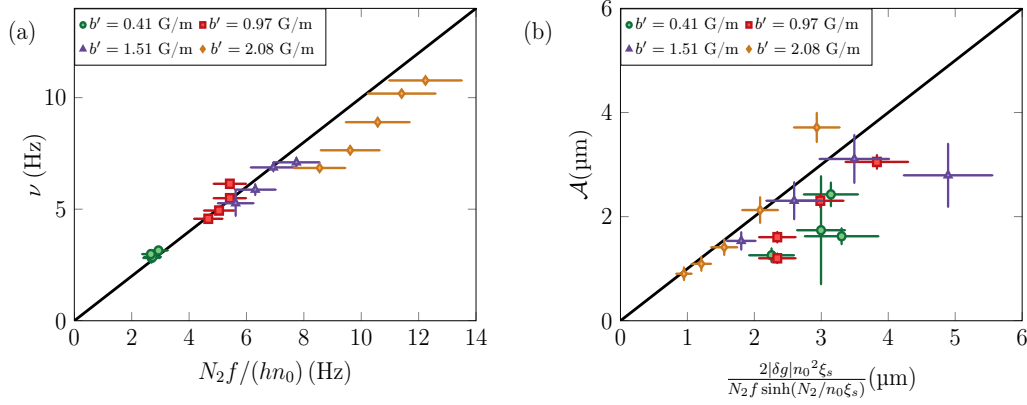 (a)
b′ = 0.41 G/m b′ = 0.97 G/m
b′ = 1.51 G/m b′ = 2.08 G/m
10
5
0
ν (Hz)
0 2 4 6 8 10 12 14
N₂f/(hn₀) (Hz)
(b)
b′ = 0.41 G/m b′ = 0.97 G/m
b′ = 1.51 G/m b′ = 2.08 G/m
6
4
2
0
𝒜(µm)
0 1 2 3 4 5 6
2|δg|n₀²ξₛ
N₂f sinh(N₂/n₀ξₛ) (µm)